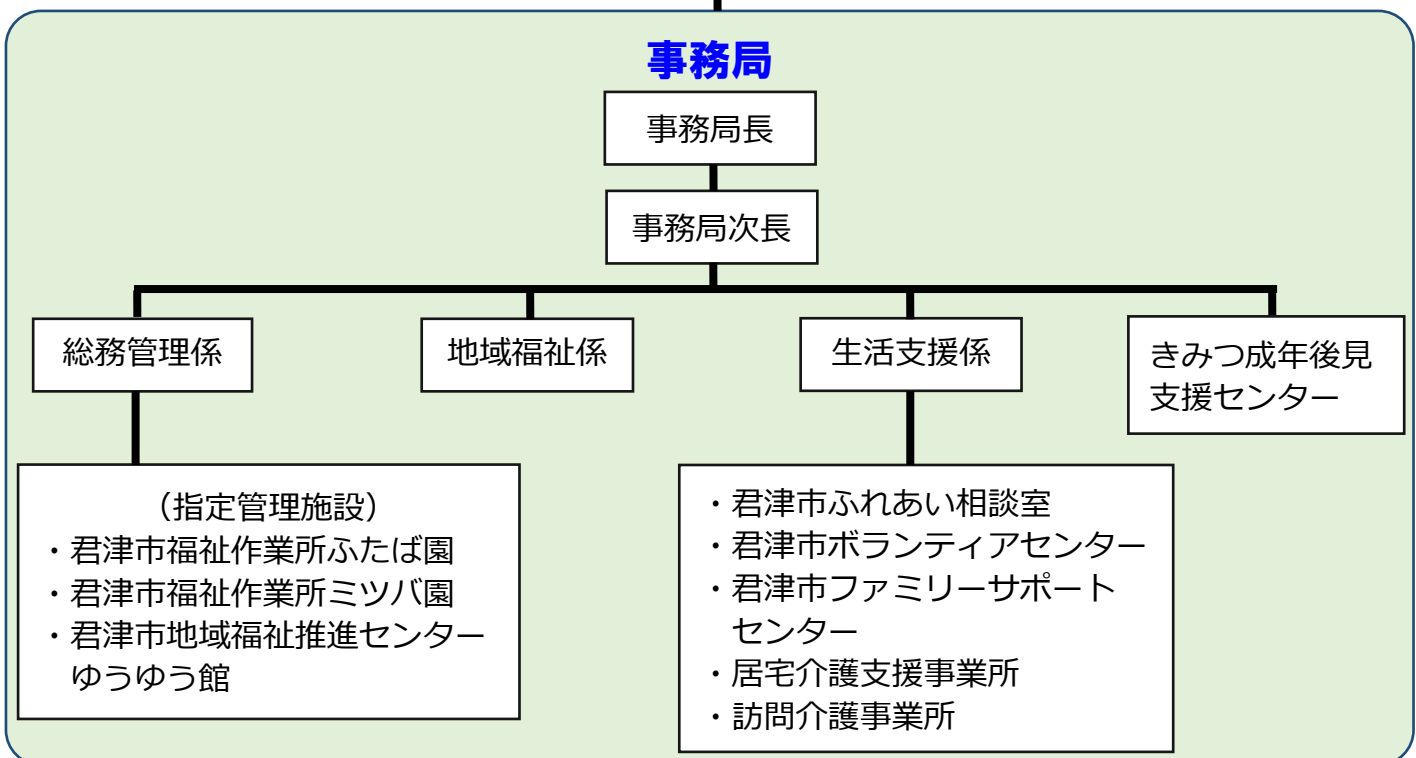 事務局
事務局長
事務局次長
総務管理係
地域福祉係
生活支援係
きみつ成年後見
支援センター
（指定管理施設）
・君津市福祉作業所ふたば園
・君津市福祉作業所ミツバ園
・君津市地域福祉推進センター
ゆうゆう館
・君津市ふれあい相談室
・君津市ボランティアセンター
・君津市ファミリーサポート
センター
・居宅介護支援事業所
・訪問介護事業所